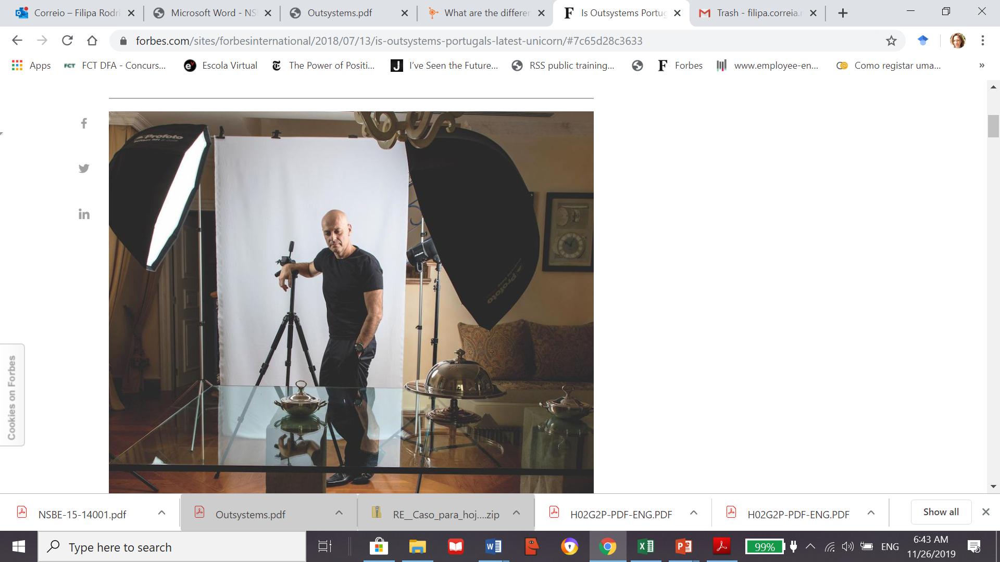 Correio – Filipa Rodri
Microsoft Word - NS
Outsystems.pdf
What are the differen
Is Outsystems Portug
Trash - filipa.correia.r
forbes.com/sites/forbesinternational/2018/07/13/is-outsystems-portugals-latest-unicorn/#7c65d28c3633
Apps
FCT FCT DFA - Concurs...
Escola Virtual
The Power of Positi...
I've Seen the Future...
RSS public training...
Forbes
www.employee-en...
Como registar uma...
»
Profoto
Profoto
Cookies on Forbes
NSBE-15-14001.pdf
Outsystems.pdf
RE__Caso_para_hoj....zip
H02G2P-PDF-ENG.PDF
H02G2P-PDF-ENG.PDF
Show all
Type here to search
99%
ENG
6:43 AM
11/26/2019